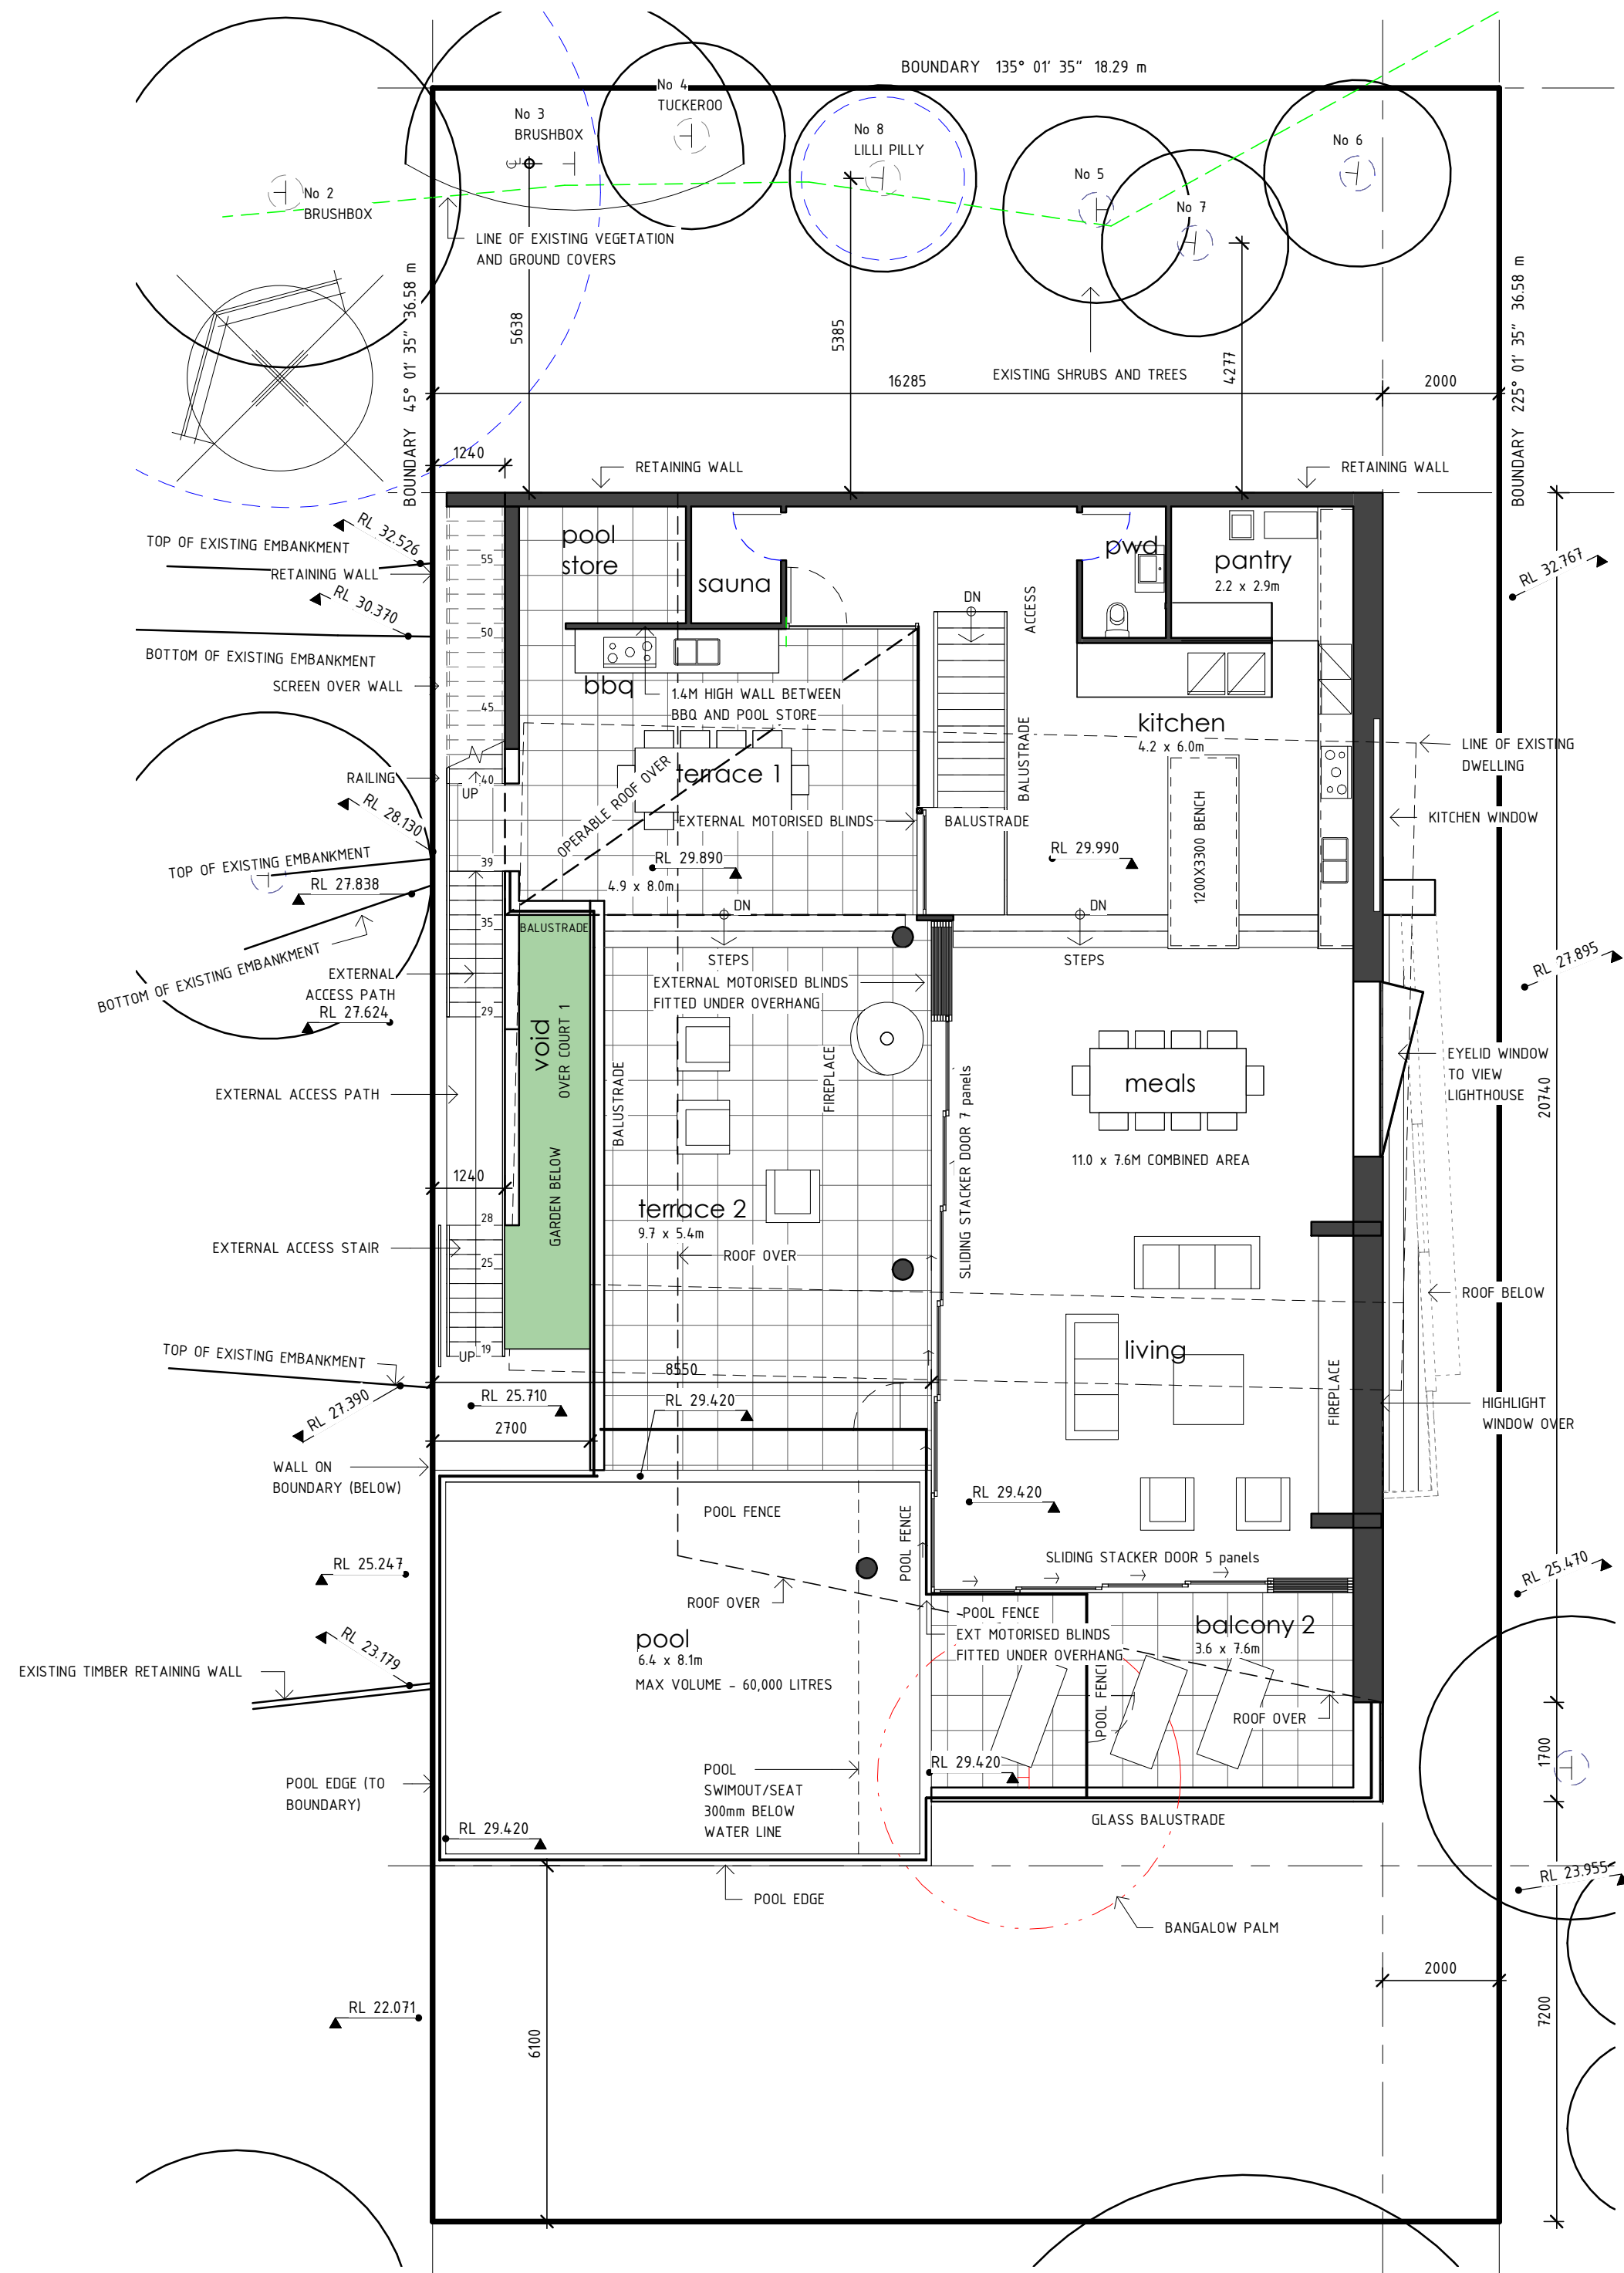 BOUNDARY 135° 01' 35" 18.29 m
No 4
TUCKEROO
No 3
BRUSHBOX
No 8
LILLI PILLY
No 6
No 5
No 2
BRUSHBOX
No 7
LINE OF EXISTING VEGETATION
AND GROUND COVERS
BOUNDARY 45° 01' 35" 36.58 m
BOUNDARY 225° 01' 35" 36.58 m
5638
5385
4277
16285
EXISTING SHRUBS AND TREES
2000
1240
RETAINING WALL
RETAINING WALL
RL 32.526
TOP OF EXISTING EMBANKMENT
RETAINING WALL
RL 30.370
BOTTOM OF EXISTING EMBANKMENT
SCREEN OVER WALL
55
50
45
pool
store
sauna
pwd
pantry
2.2 x 2.9m
RL 32.767
DN
ACCESS
bbq
1.4M HIGH WALL BETWEEN
BBQ AND POOL STORE
kitchen
4.2 x 6.0m
BALUSTRADE
LINE OF EXISTING
DWELLING
RAILING
40
UP
terrace 1
OPERABLE ROOF OVER
RL 28.130
EXTERNAL MOTORISED BLINDS
BALUSTRADE
KITCHEN WINDOW
1200X3300 BENCH
TOP OF EXISTING EMBANKMENT
39
RL 29.890
RL 29.990
4.9 x 8.0m
RL 27.838
DN
DN
35
BALUSTRADE
BOTTOM OF EXISTING EMBANKMENT
STEPS
STEPS
EXTERNAL
ACCESS PATH
EXTERNAL MOTORISED BLINDS
FITTED UNDER OVERHANG
RL 27.895
RL 27.624
29
void
OVER COURT 1
GARDEN BELOW
BALUSTRADE
FIREPLACE
SLIDING STACKER DOOR 7 panels
meals
EYELID WINDOW
TO VIEW
LIGHTHOUSE
20740
EXTERNAL ACCESS PATH
11.0 x 7.6M COMBINED AREA
1240
terrace 2
9.7 x 5.4m
28
EXTERNAL ACCESS STAIR
25
ROOF OVER
ROOF BELOW
TOP OF EXISTING EMBANKMENT
UP
19
living
8550
FIREPLACE
RL 27.390
RL 25.710
RL 29.420
HIGHLIGHT
WINDOW OVER
2700
WALL ON
BOUNDARY (BELOW)
RL 29.420
POOL FENCE
POOL FENCE
SLIDING STACKER DOOR 5 panels
RL 25.247
RL 25.470
ROOF OVER
POOL FENCE
EXT MOTORISED BLINDS
FITTED UNDER OVERHANG
balcony 2
3.6 x 7.6m
RL 23.179
pool
6.4 x 8.1m
MAX VOLUME - 60,000 LITRES
EXISTING TIMBER RETAINING WALL
POOL FENCE
ROOF OVER
1700
POOL
SWIMOUT/SEAT
300mm BELOW
WATER LINE
RL 29.420
POOL EDGE (TO
BOUNDARY)
RL 29.420
GLASS BALUSTRADE
POOL EDGE
RL 23.955
BANGALOW PALM
2000
RL 22.071
6100
7200